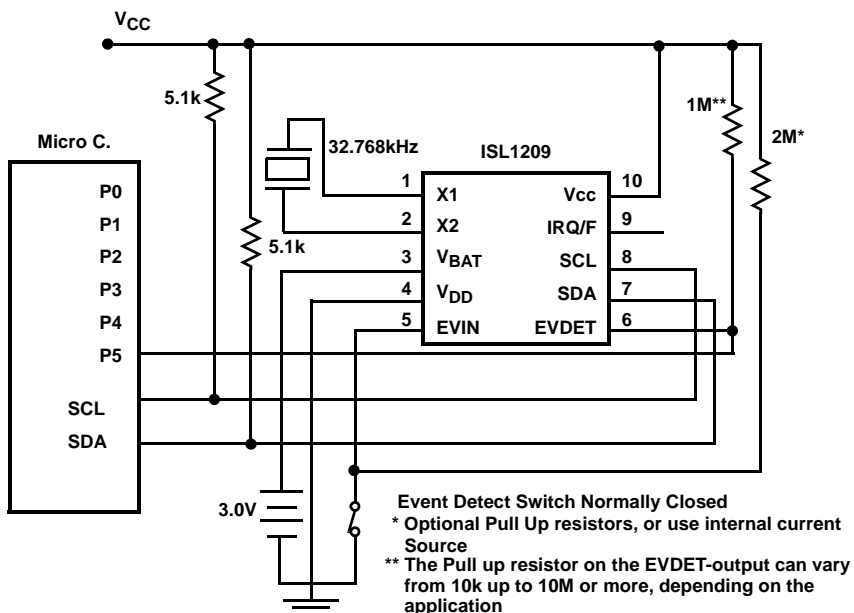 VCC
5.1k
1M**
2M*
Micro C.
32.768kHz
ISL1209
P0
P1
P2
P3
P4
P5
SCL
SDA
5.1k
1
X1
Vcc
10
2
X2
IRQ/F
9
3
VBAT
SCL
8
4
VDD
SDA
7
5
EVIN
EVDET
6
3.0V
Event Detect Switch Normally Closed
* Optional Pull Up resistors, or use internal current
Source
** The Pull up resistor on the EVDET-output can vary
from 10k up to 10M or more, depending on the
application